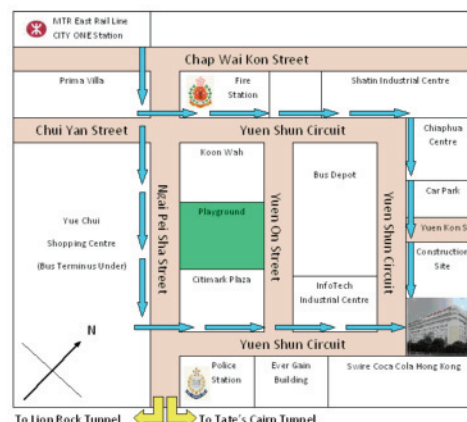 MTR East Rail Line
CITY ONE Station
Chap Wai Kon Street
Prima Villa
Fire
Station
Shatin Industrial Centre
Chui Yan Street
Yuen Shun Circuit
Chiaphua
Centre
Koon Wah
Bus Depot
Car Park
Ngai Pei Sha Street
Playground
Yuen On Street
Yuen Shun Circuit
Yue Chui
Shopping Centre
(Bus Terminus Under)
Yuen Kon S
Construction
Site
Citimark Plaza
InfoTech
Industrial Centre
N
Yuen Shun Circuit
Police
Station
Ever Gain
Building
Swire Coca Cola Hong Kong
To Lion Rock Tunnel
To Tate's Cairn Tunnel